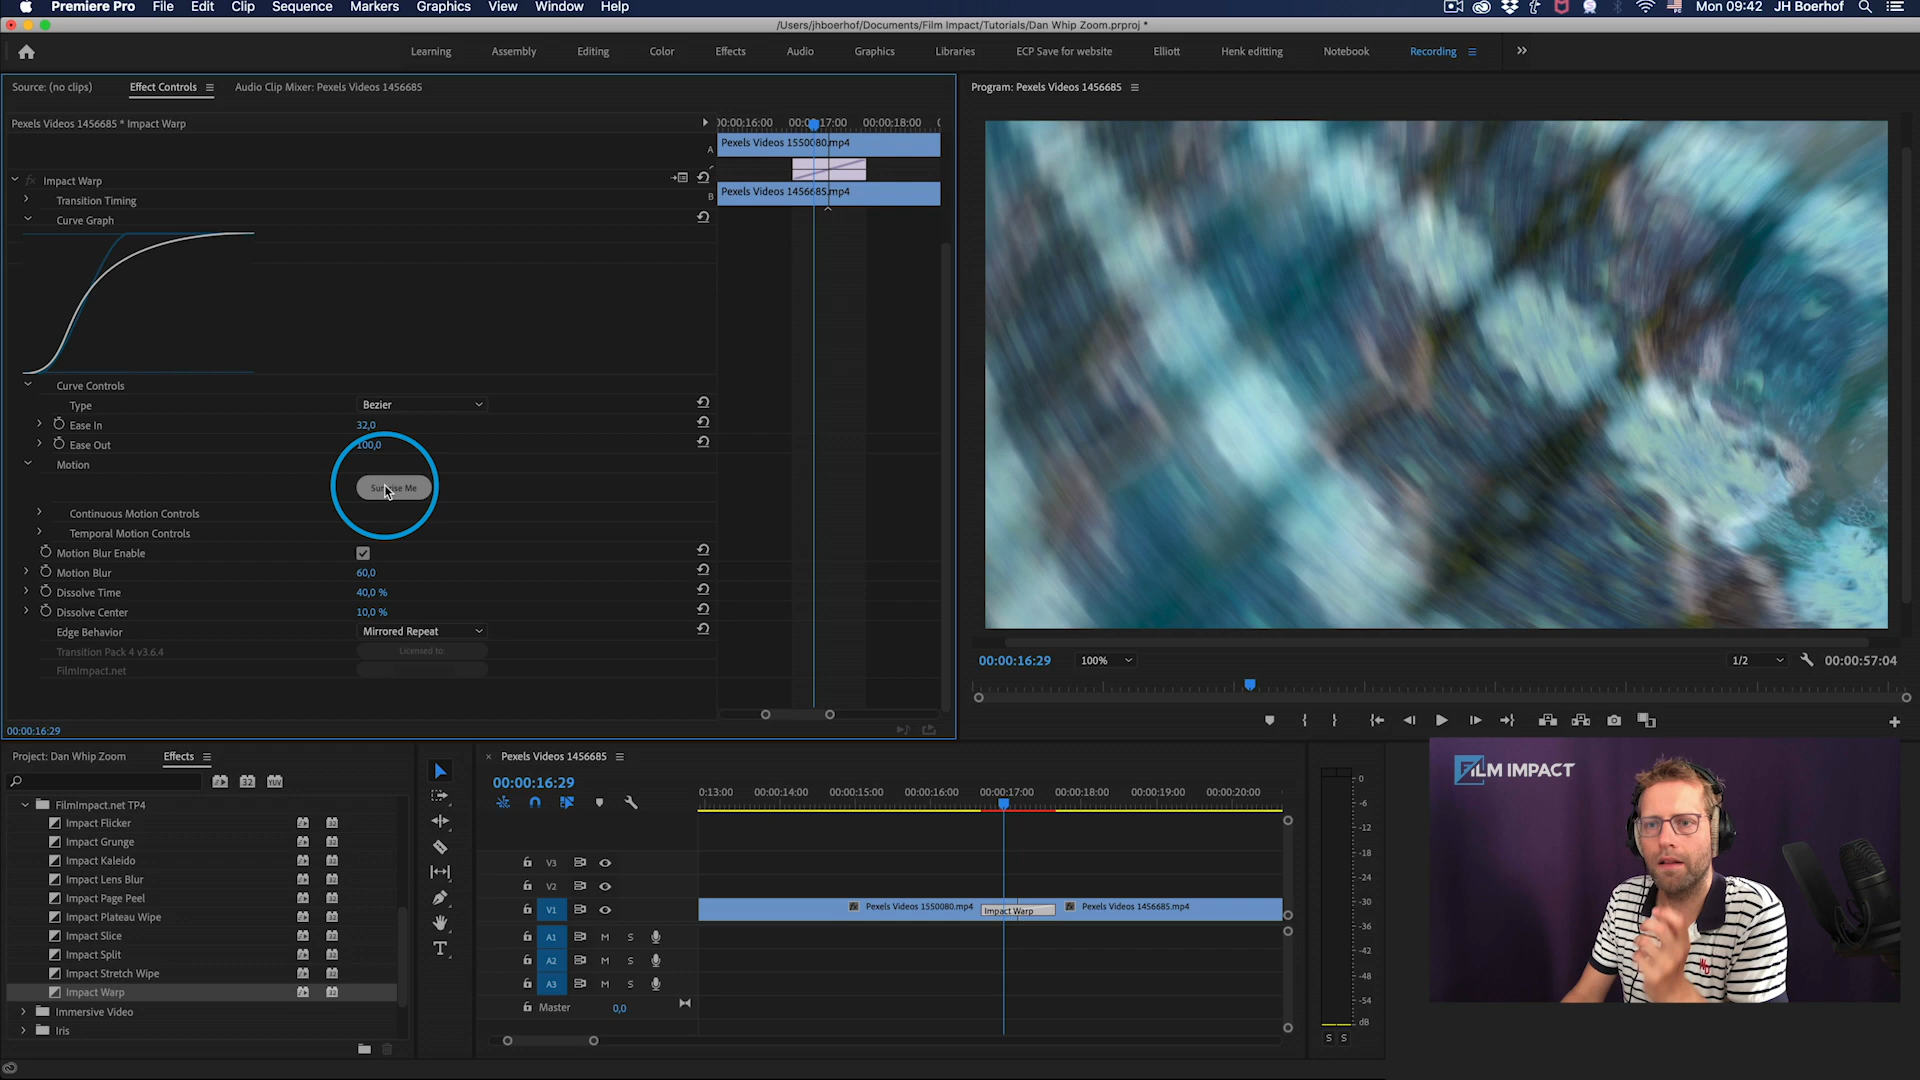 Premiere Pro File Edit Clip Sequence Markers Graphics View Window Help
Mon 09:42 JH Boerhof
/Users/jhboerhof/Documents/Film Impact/Tutorials/Dan Whip Zoom.prproj *
Learning Assembly Editing Color Effects Audio Graphics Libraries ECP Save for website Elliott Henk editting Notebook Recording
Source: (no clips) Effect Controls Audio Clip Mixer: Pexels Videos 1456685
Program: Pexels Videos 1456685
Pexels Videos 1456685 * Impact Warp
00:00:18:00
A Pexels Videos 1550080.mp4
B Pexels Videos 1456685.mp4
Impact Warp
Transition Timing
Curve Graph
Curve Controls
Type Bezier
Ease In 32,0
Ease Out 100,0
Motion
Surprise Me
Continuous Motion Controls
Temporal Motion Controls
Motion Blur Enable
Motion Blur 60,0
Dissolve Time 40,0 %
Dissolve Center 10,0 %
Edge Behavior Mirrored Repeat
Transition Pack 4 v3.6.4 Licensed to:
FilmImpact.net
00:00:16:29
00:00:16:29 100% 1/2 00:00:57:04
Project: Dan Whip Zoom Effects
32 YUV
FilmImpact.net TP4
Impact Flicker
Impact Grunge
Impact Kaleido
Impact Lens Blur
Impact Page Peel
Impact Plateau Wipe
Impact Slice
Impact Split
Impact Stretch Wipe
Impact Warp
Immersive Video
Iris
T
× Pexels Videos 1456685
00:00:16:29
0:13:00 00:00:14:00 00:00:15:00 00:00:16:00 00:00:17:00 00:00:18:00 00:00:19:00 00:00:20:00
V3
V2
V1 Pexels Videos 1550080.mp4 Impact Warp Pexels Videos 1456685.mp4
A1 M S
A2 M S
A3 M S
Master 0,0
0
-6
-12
-18
-24
-30
-36
-42
-48
-54
dB
S S
FILM IMPACT